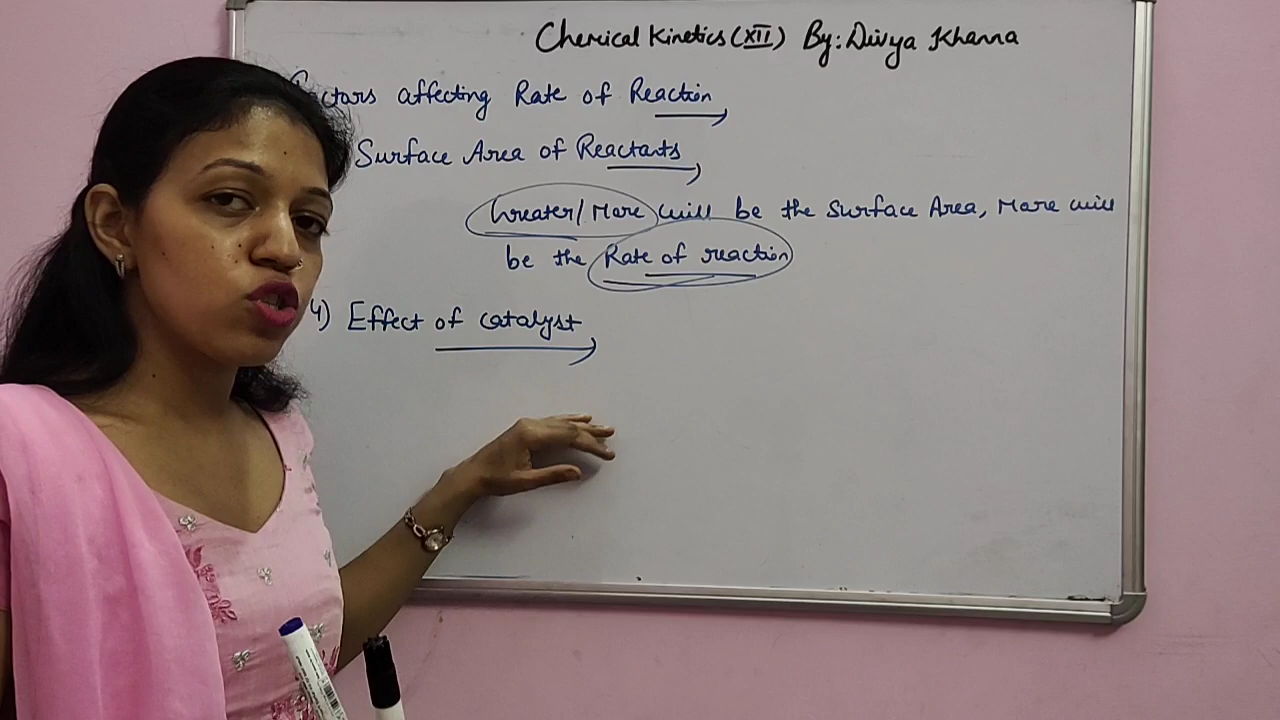 Chemical Kinetics (XII) By: Divya Khanna
Factors affecting Rate of Reaction
Surface Area of Reactants
Greater/More will be the Surface Area, More will
be the Rate of reaction
4) Effect of catalyst